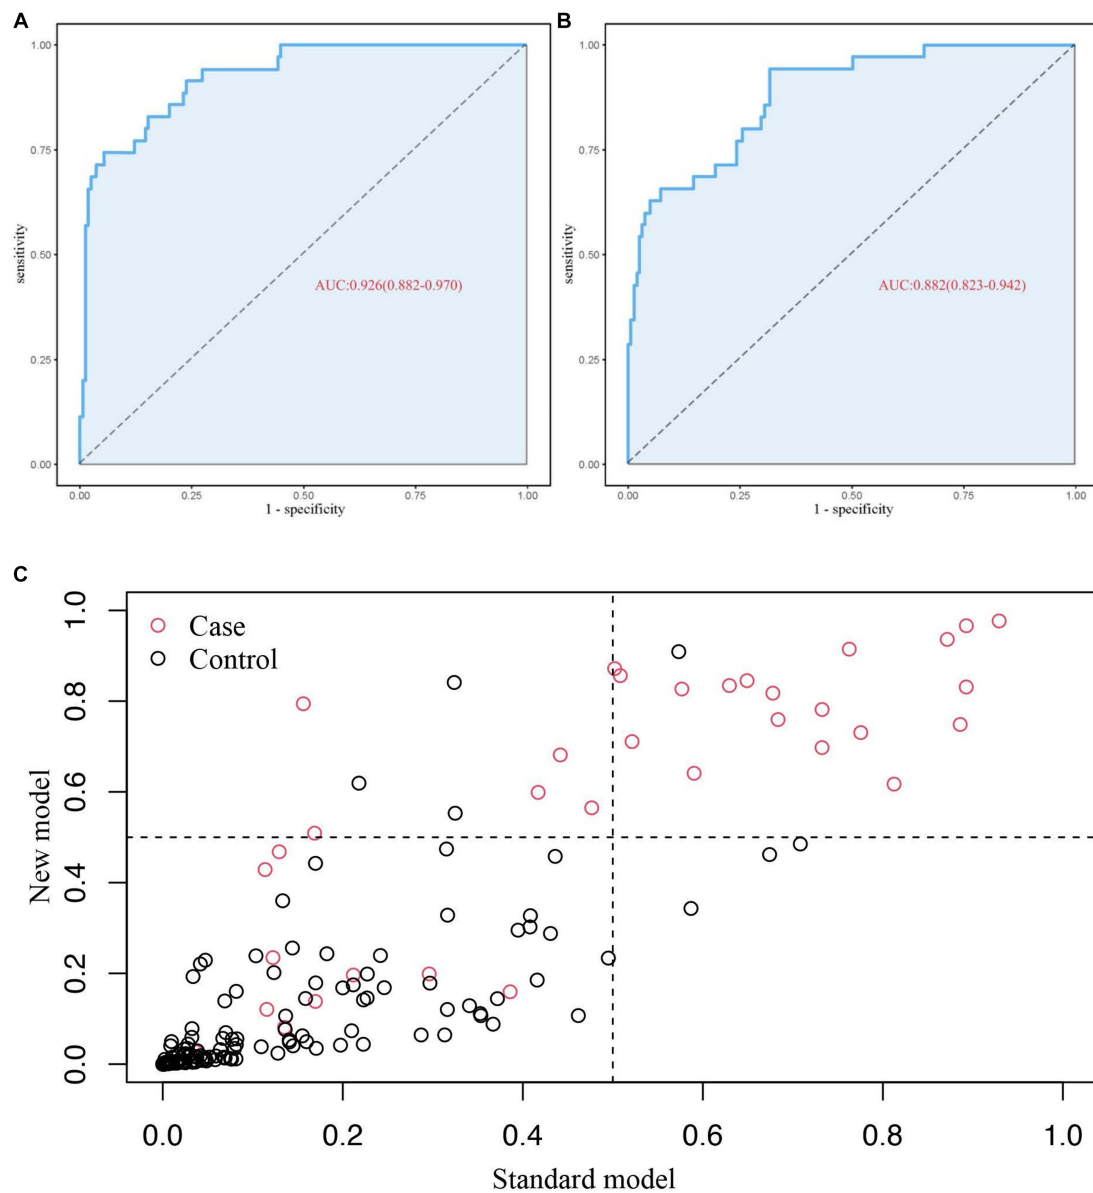 A
1.00
0.75
0.50
0.25
0.00
sensitivity
AUC:0.926(0.882-0.970)
0.00 0.25 0.50 0.75 1.00
1 - specificity
B
1.00
0.75
0.50
0.25
0.00
sensitivity
AUC:0.882(0.823-0.942)
0.00 0.25 0.50 0.75 1.00
1 - specificity
C
Case
Control
1.0
0.8
0.6
0.4
0.2
0.0
New model
0.0 0.2 0.4 0.6 0.8 1.0
Standard model